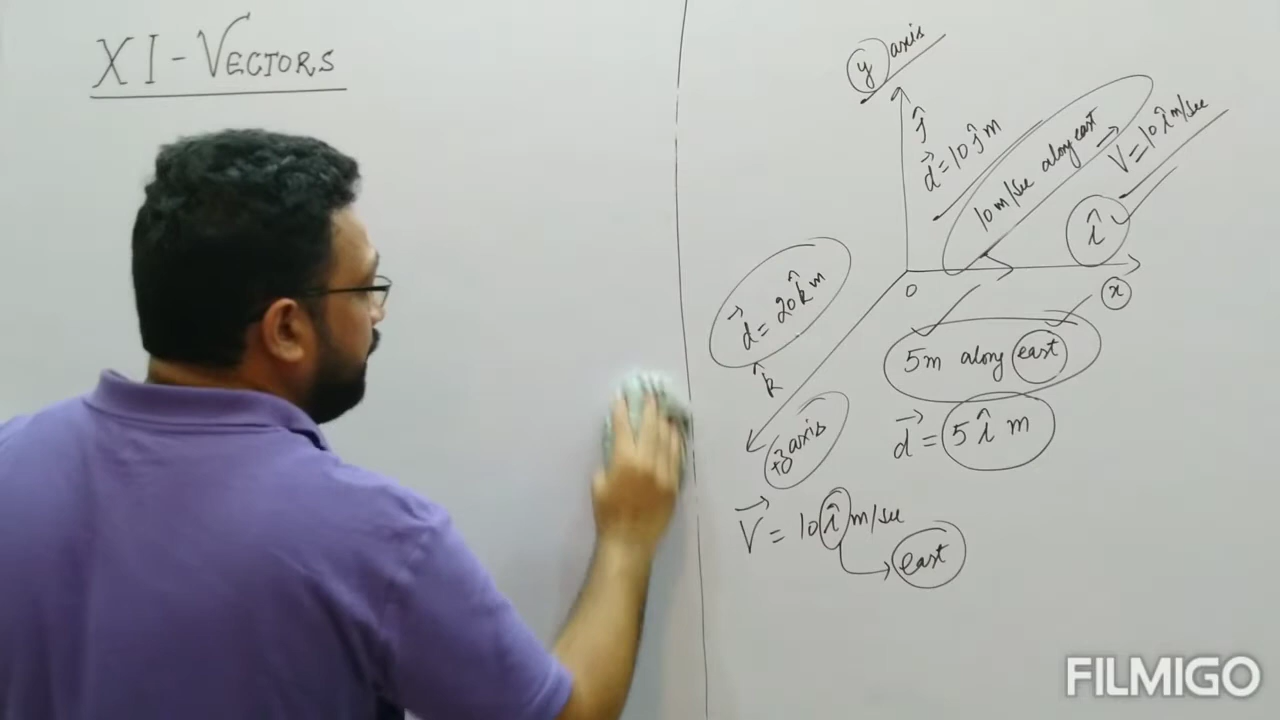 XI - VECTORS
y axis
ĵ
d⃗ = 10 ĵ m
10 m/sec along east
V⃗ = 10 î m/sec
î
o
x
d⃗ = 20 k̂ m
k̂
+z axis
5m along east
d⃗ = 5 î m
V⃗ = 10 î m/sec
east
FILMIGO